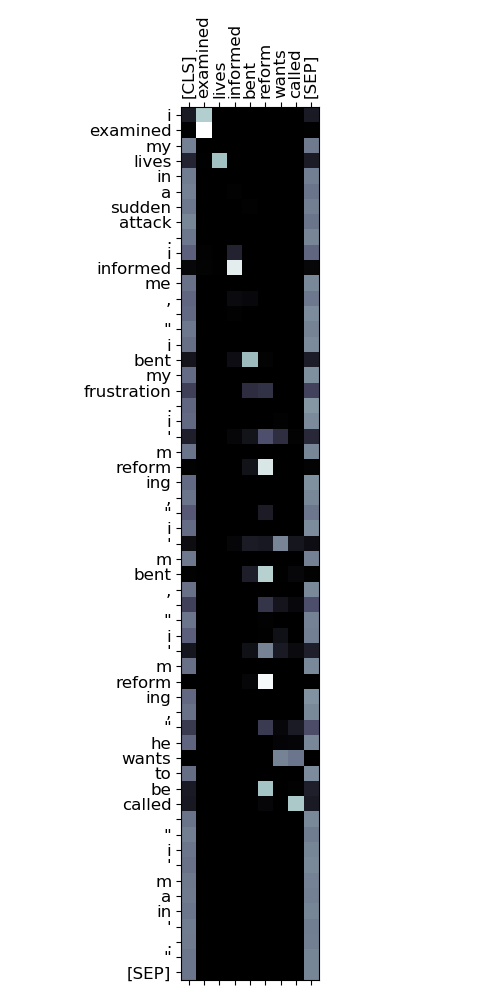 [CLS]
examined
lives
informed
bent
reform
wants
called
[SEP]
i
examined
my
lives
in
a
sudden
attack
.
i
informed
me
,
"
i
bent
my
frustration
.
i
'
m
reform
ing
,
"
i
'
m
bent
,
"
i
'
m
reform
ing
,
"
he
wants
to
be
called
"
i
'
m
a
in
'
.
"
[SEP]